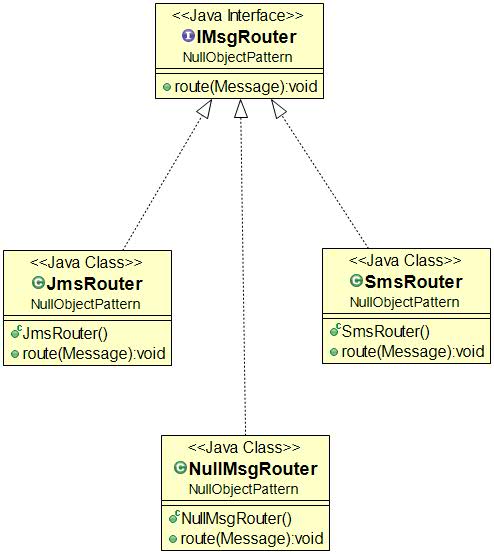 <<Java Interface>>
IMsgRouter
NullObjectPattern
route(Message):void
<<Java Class>>
JmsRouter
NullObjectPattern
JmsRouter()
route(Message):void
<<Java Class>>
SmsRouter
NullObjectPattern
SmsRouter()
route(Message):void
<<Java Class>>
NullMsgRouter
NullObjectPattern
NullMsgRouter()
route(Message):void